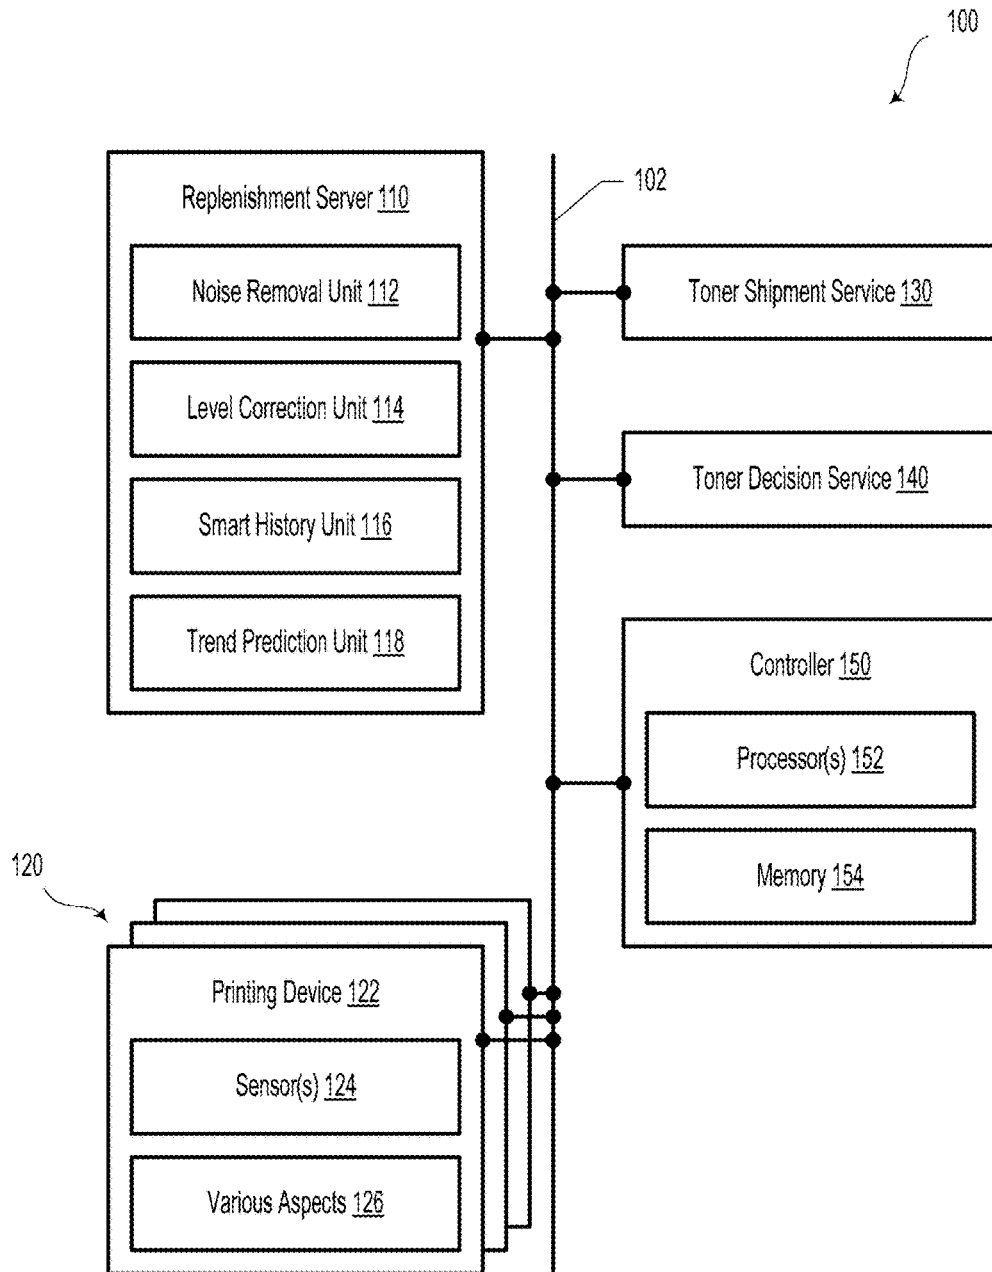 100
Replenishment Server 110
Noise Removal Unit 112
Level Correction Unit 114
Smart History Unit 116
Trend Prediction Unit 118
102
Toner Shipment Service 130
Toner Decision Service 140
Controller 150
Processor(s) 152
Memory 154
120
Printing Device 122
Sensor(s) 124
Various Aspects 126